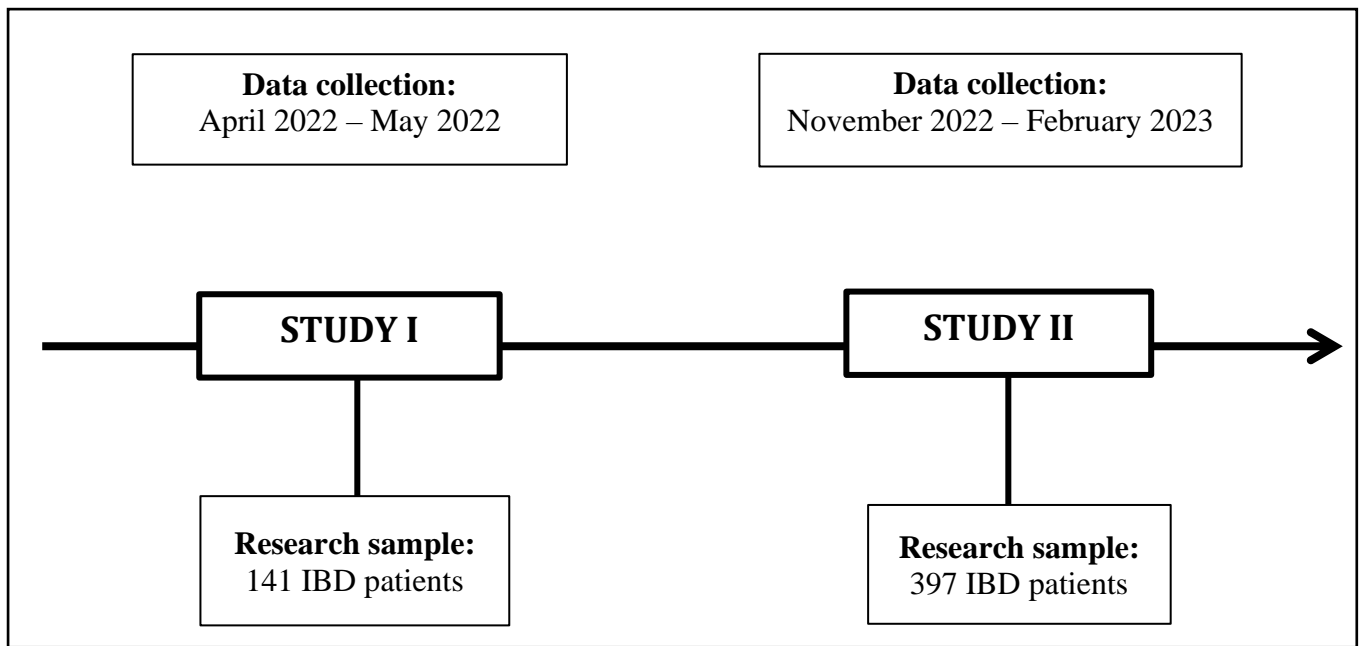 Data collection:
April 2022 – May 2022
Data collection:
November 2022 – February 2023
STUDY I
STUDY II
Research sample:
141 IBD patients
Research sample:
397 IBD patients